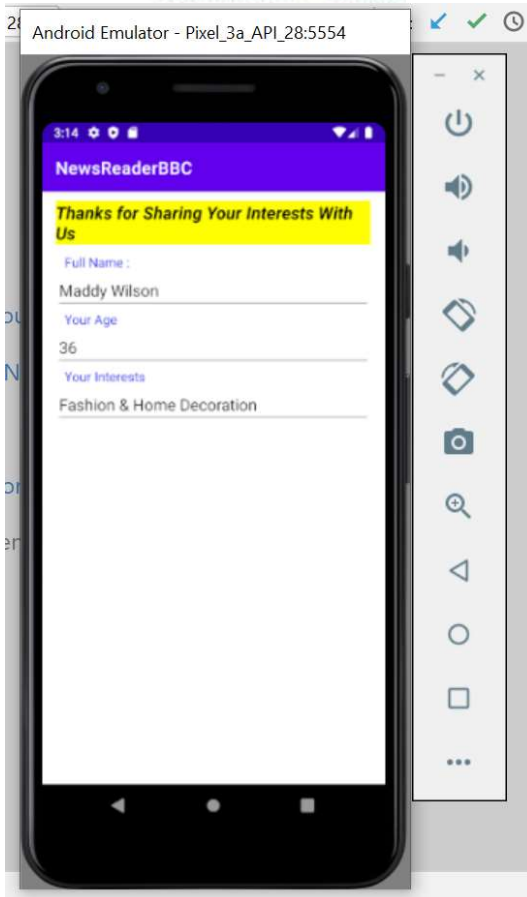 28
Android Emulator - Pixel_3a_API_28:5554
3:14
NewsReaderBBC
Thanks for Sharing Your Interests With
Us
Full Name :
Maddy Wilson
Your Age
36
Your Interests
Fashion & Home Decoration